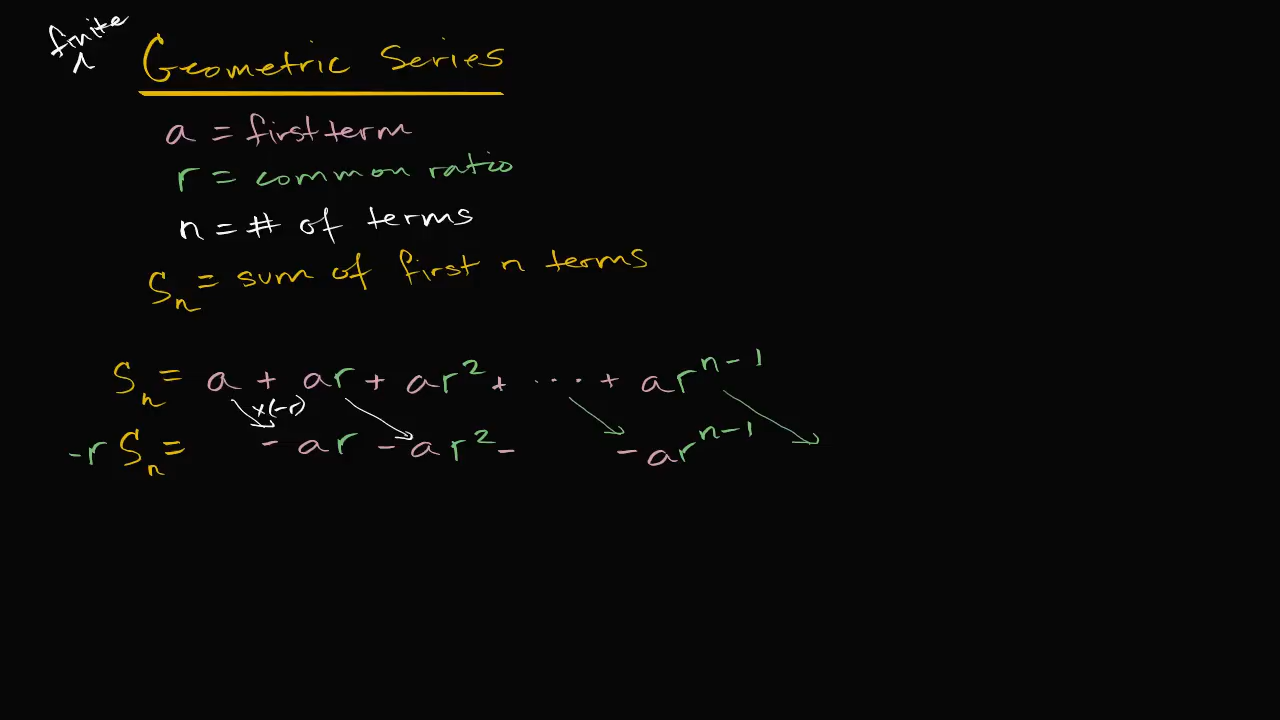 finite
^ Geometric Series
a = first term
r = common ratio
n = # of terms
Sₙ = sum of first n terms
Sₙ = a + ar + ar² + ··· + arⁿ⁻¹
×(-r)
-r Sₙ = - ar - ar² - - arⁿ⁻¹